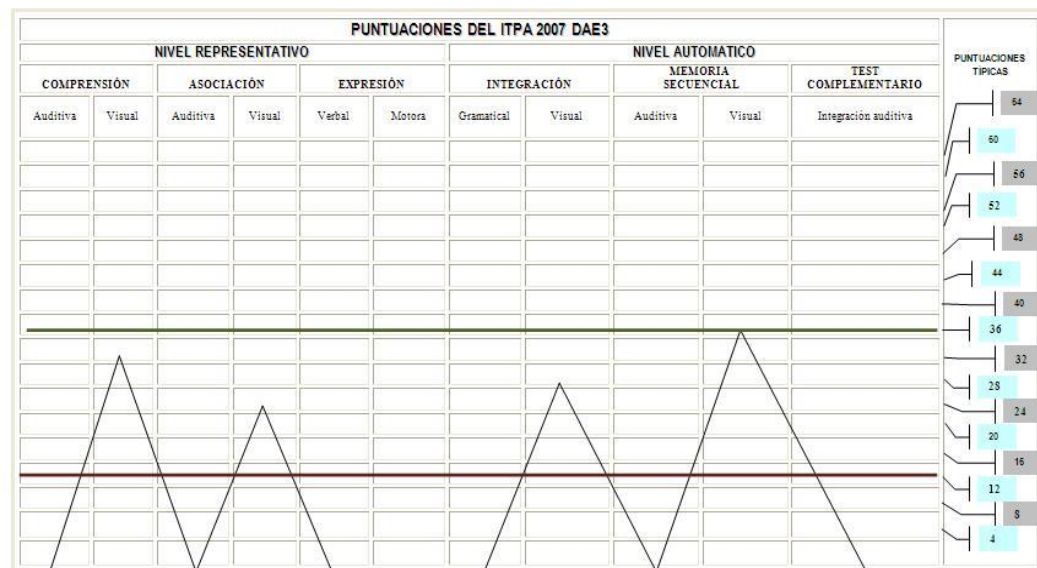 PUNTUACIONES DEL ITPA 2007 DAE3
NIVEL REPRESENTATIVO
NIVEL AUTOMATICO
PUNTUACIONES
TÍPICAS
COMPRENSIÓN
ASOCIACIÓN
EXPRESIÓN
INTEGRACIÓN
MEMORIA
SECUENCIAL
TEST
COMPLEMENTARIO
Auditiva
Visual
Auditiva
Visual
Verbal
Motora
Gramatical
Visual
Auditiva
Visual
Integración auditiva
64
60
56
52
48
44
40
36
32
28
24
20
16
12
8
4